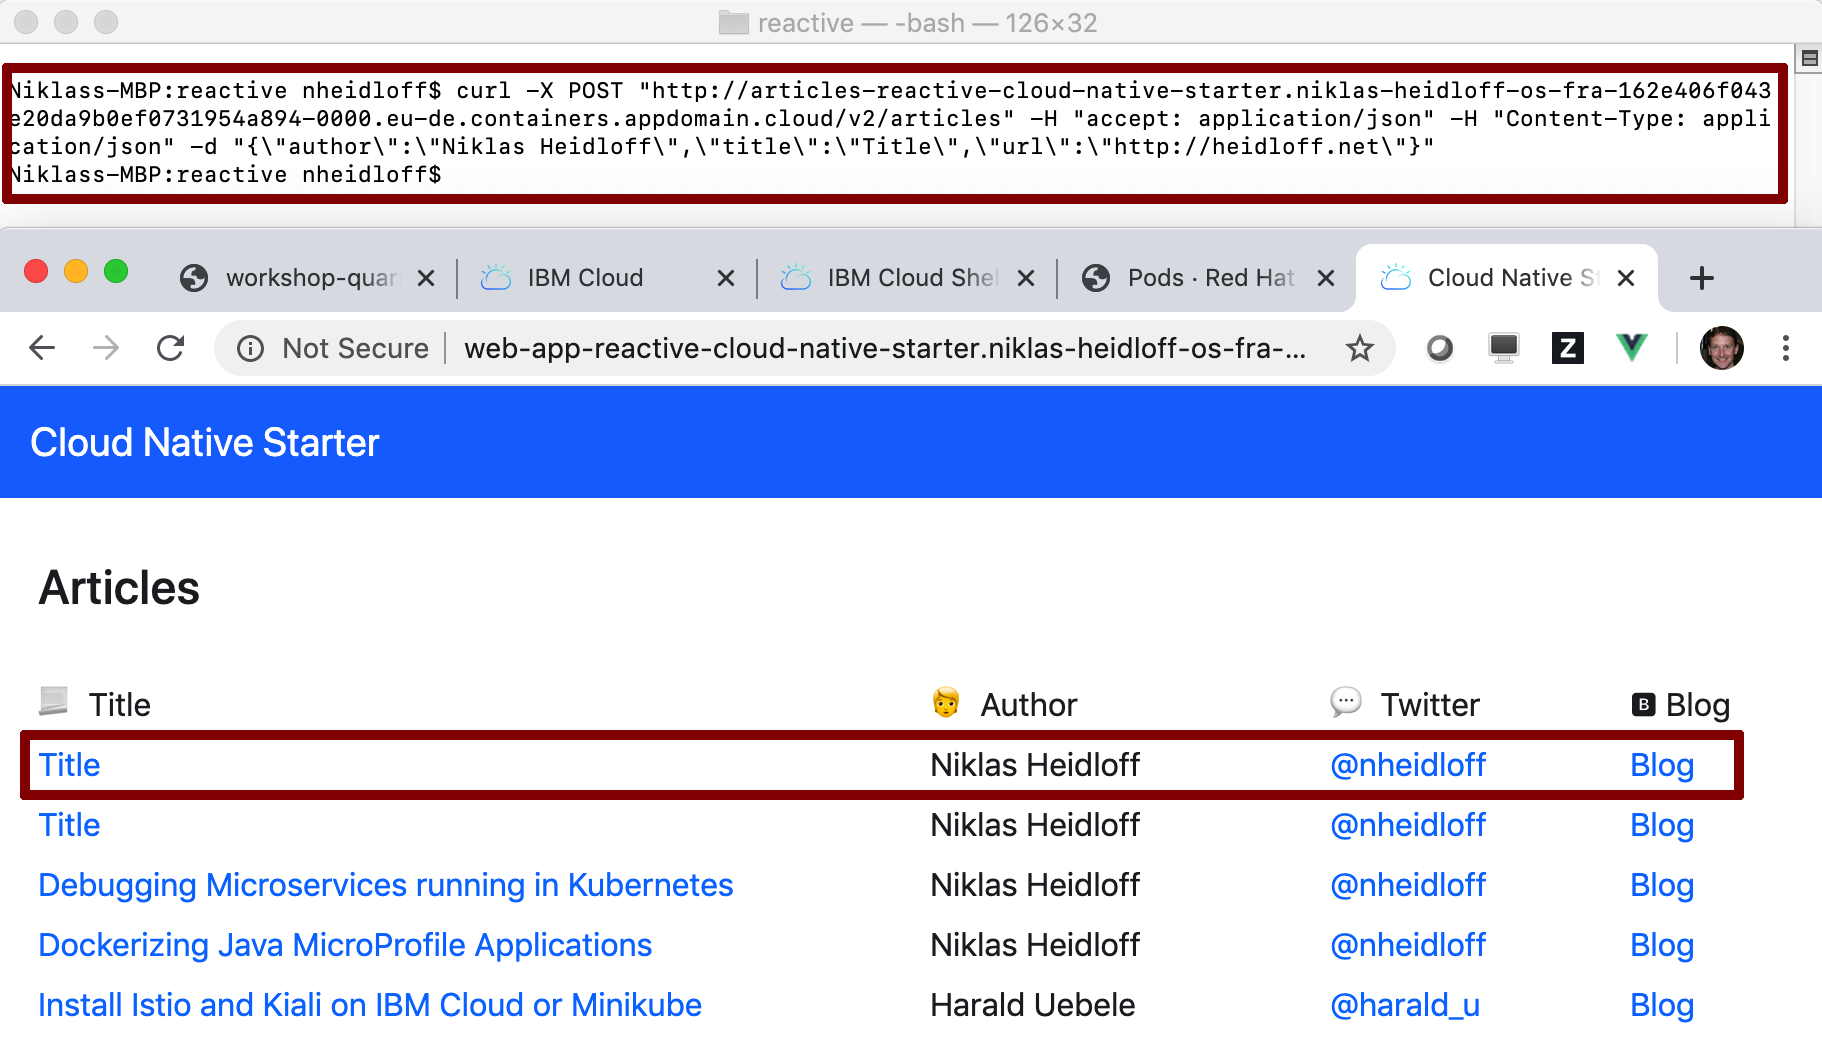 reactive — -bash — 126×32
Niklass-MBP:reactive nheidloff$ curl -X POST "http://articles-reactive-cloud-native-starter.niklas-heidloff-os-fra-162e406f043
e20da9b0ef0731954a894-0000.eu-de.containers.appdomain.cloud/v2/articles" -H "accept: application/json" -H "Content-Type: appli
cation/json" -d "{\"author\":\"Niklas Heidloff\",\"title\":\"Title\",\"url\":\"http://heidloff.net\"}"
Niklass-MBP:reactive nheidloff$
workshop-quar IBM Cloud IBM Cloud Shel Pods · Red Hat Cloud Native St
Not Secure web-app-reactive-cloud-native-starter.niklas-heidloff-os-fra-... Z
Cloud Native Starter
Articles
Title Author Twitter B Blog
Title Niklas Heidloff @nheidloff Blog
Title Niklas Heidloff @nheidloff Blog
Debugging Microservices running in Kubernetes Niklas Heidloff @nheidloff Blog
Dockerizing Java MicroProfile Applications Niklas Heidloff @nheidloff Blog
Install Istio and Kiali on IBM Cloud or Minikube Harald Uebele @harald_u Blog